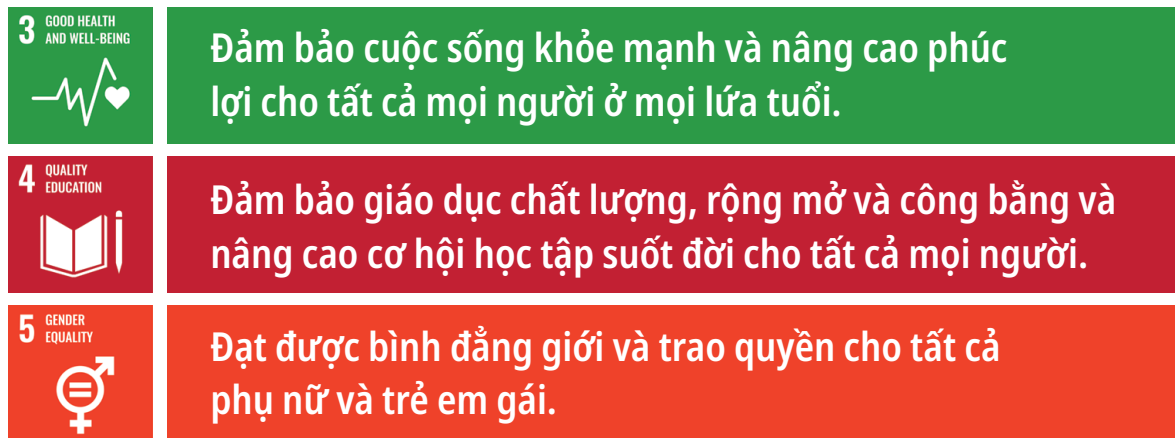 3 GOOD HEALTH
AND WELL-BEING
Đảm bảo cuộc sống khỏe mạnh và nâng cao phúc
lợi cho tất cả mọi người ở mọi lứa tuổi.
4 QUALITY
EDUCATION
Đảm bảo giáo dục chất lượng, rộng mở và công bằng và
nâng cao cơ hội học tập suốt đời cho tất cả mọi người.
5 GENDER
EQUALITY
Đạt được bình đẳng giới và trao quyền cho tất cả
phụ nữ và trẻ em gái.